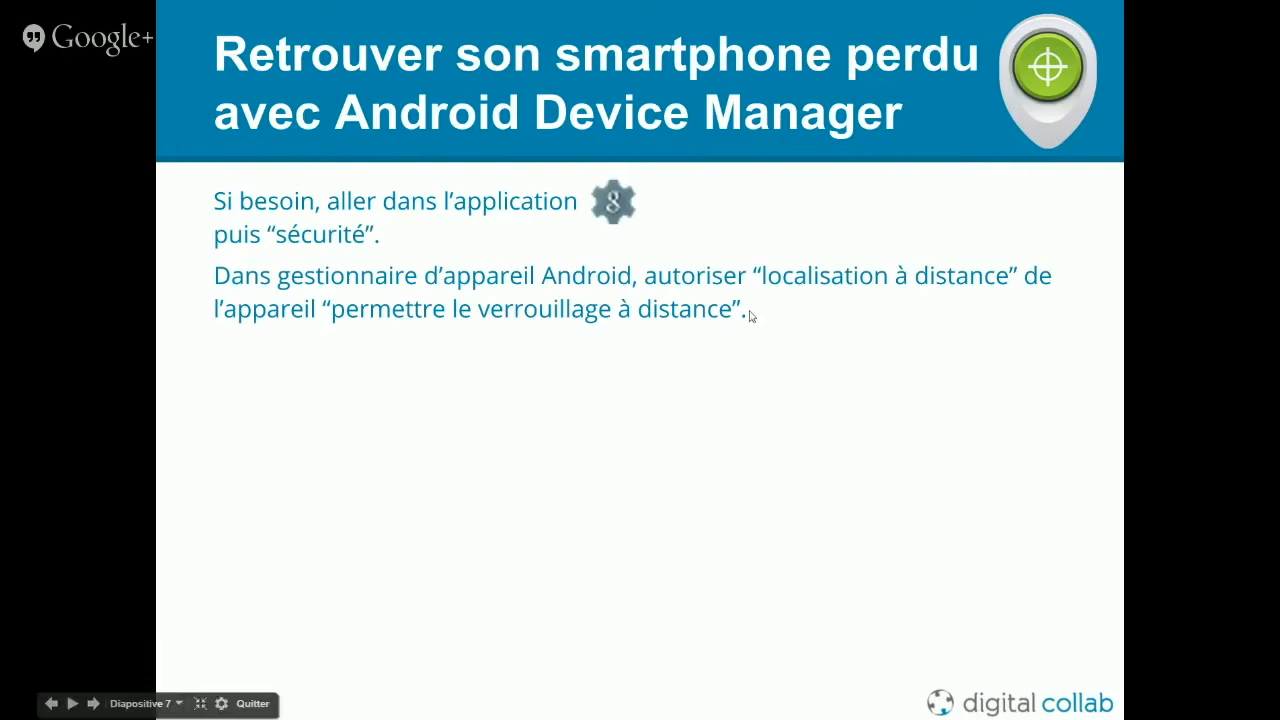 Google+
Retrouver son smartphone perdu
avec Android Device Manager
Si besoin, aller dans l’application
puis “sécurité”.
Dans gestionnaire d’appareil Android, autoriser “localisation à distance” de
l’appareil “permettre le verrouillage à distance”.
Diapositive 7
Quitter
digital collab